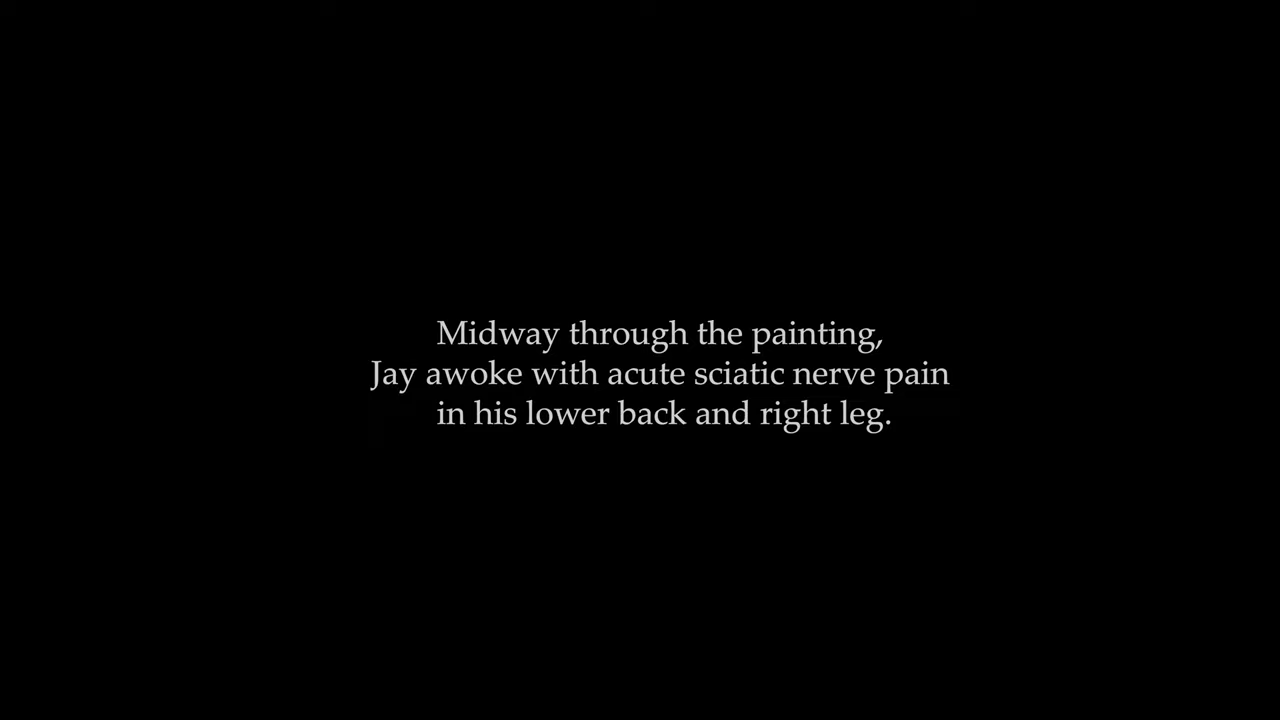 Midway through the painting,
Jay awoke with acute sciatic nerve pain
in his lower back and right leg.